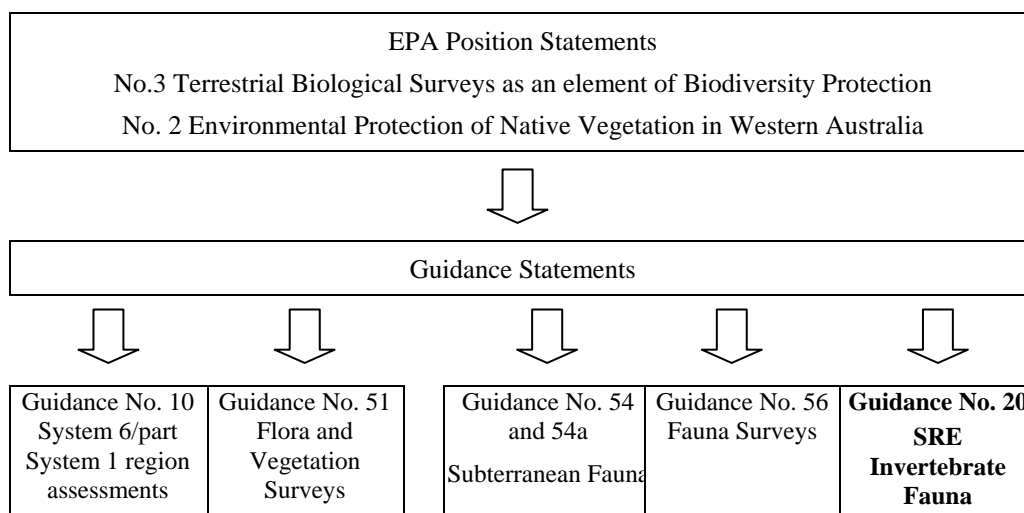 EPA Position Statements
No.3 Terrestrial Biological Surveys as an element of Biodiversity Protection
No. 2 Environmental Protection of Native Vegetation in Western Australia
Guidance Statements
Guidance No. 10
System 6/part
System 1 region
assessments
Guidance No. 51
Flora and
Vegetation
Surveys
Guidance No. 54
and 54a
Subterranean Fauna
Guidance No. 56
Fauna Surveys
Guidance No. 20
SRE
Invertebrate
Fauna